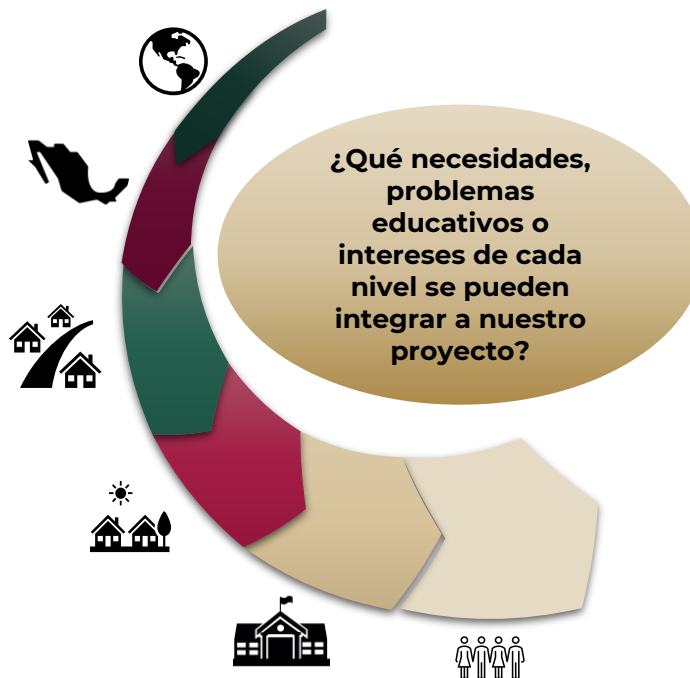 ¿Qué necesidades,
problemas
educativos o
intereses de cada
nivel se pueden
integrar a nuestro
proyecto?